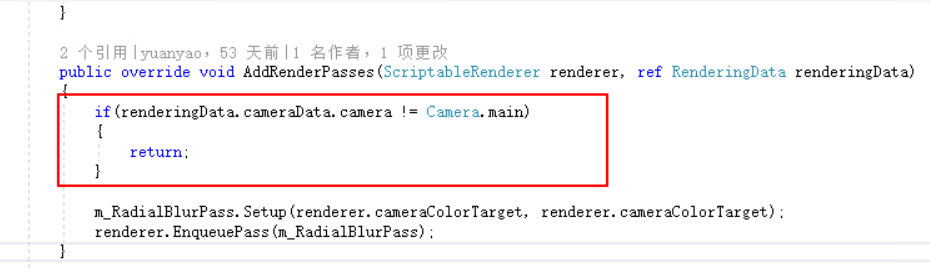 }
2 个引用|yuanyao，53 天前|1 名作者，1 项更改
public override void AddRenderPasses(ScriptableRenderer renderer, ref RenderingData renderingData)
{
if(renderingData.cameraData.camera != Camera.main)
{
return;
}
m_RadialBlurPass.Setup(renderer.cameraColorTarget, renderer.cameraColorTarget);
renderer.EnqueuePass(m_RadialBlurPass);
}